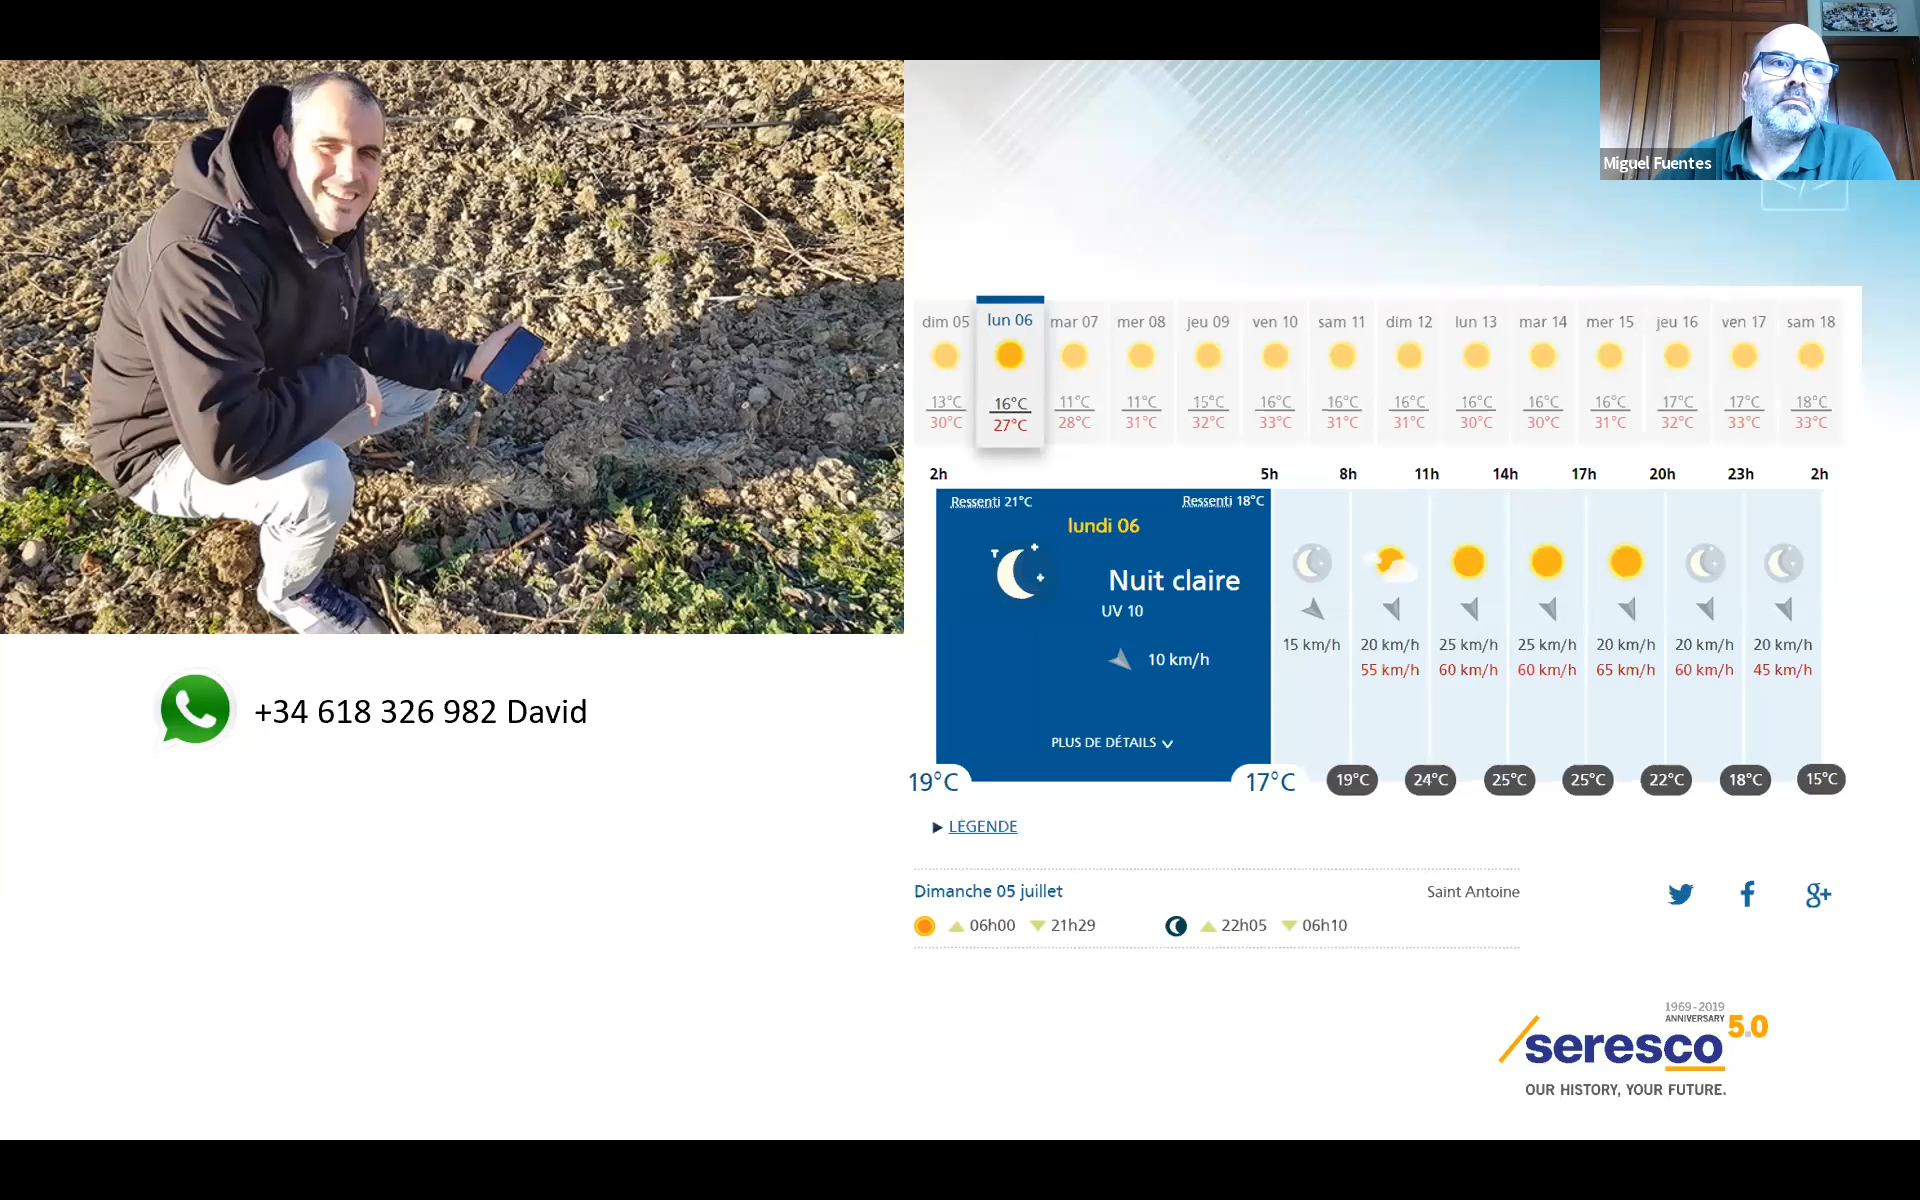 Miguel Fuentes
dim 05 lun 06 mar 07 mer 08 jeu 09 ven 10 sam 11 dim 12 lun 13 mar 14 mer 15 jeu 16 ven 17 sam 18
13°C 16°C 11°C 11°C 15°C 16°C 16°C 16°C 16°C 16°C 16°C 17°C 17°C 18°C
30°C 27°C 28°C 31°C 32°C 33°C 31°C 31°C 30°C 30°C 31°C 32°C 33°C 33°C
2h 5h 8h 11h 14h 17h 20h 23h 2h
Ressenti 21°C Ressenti 18°C
lundi 06
Nuit claire
UV 10
10 km/h
15 km/h 20 km/h 25 km/h 25 km/h 20 km/h 20 km/h 20 km/h
55 km/h 60 km/h 60 km/h 65 km/h 60 km/h 45 km/h
PLUS DE DÉTAILS
19°C 17°C 19°C 24°C 25°C 25°C 22°C 18°C 15°C
LÉGENDE
+34 618 326 982 David
Dimanche 05 juillet Saint Antoine
06h00 21h29 22h05 06h10
g+
1969-2019
ANNIVERSARY 5.0
seresco
OUR HISTORY, YOUR FUTURE.